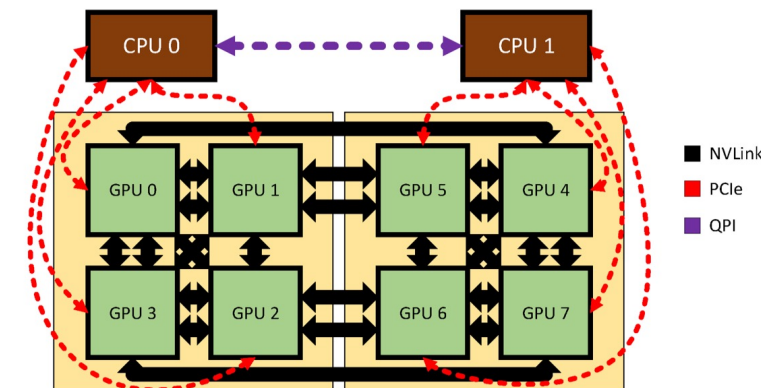 CPU 0
CPU 1
GPU 0
GPU 1
GPU 5
GPU 4
NVLink
PCIe
QPI
GPU 3
GPU 2
GPU 6
GPU 7